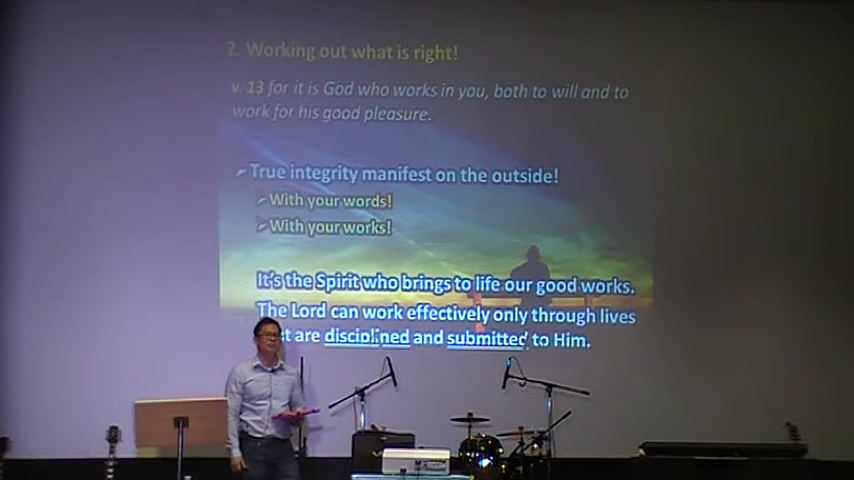 2. Working out what is right!
v. 13 for it is God who works in you, both to will and to
work for his good pleasure.
True integrity manifest on the outside!
With your words!
With your works!
It's the Spirit who brings to life our good works.
The Lord can work effectively only through lives
are disciplined and submitted to Him.